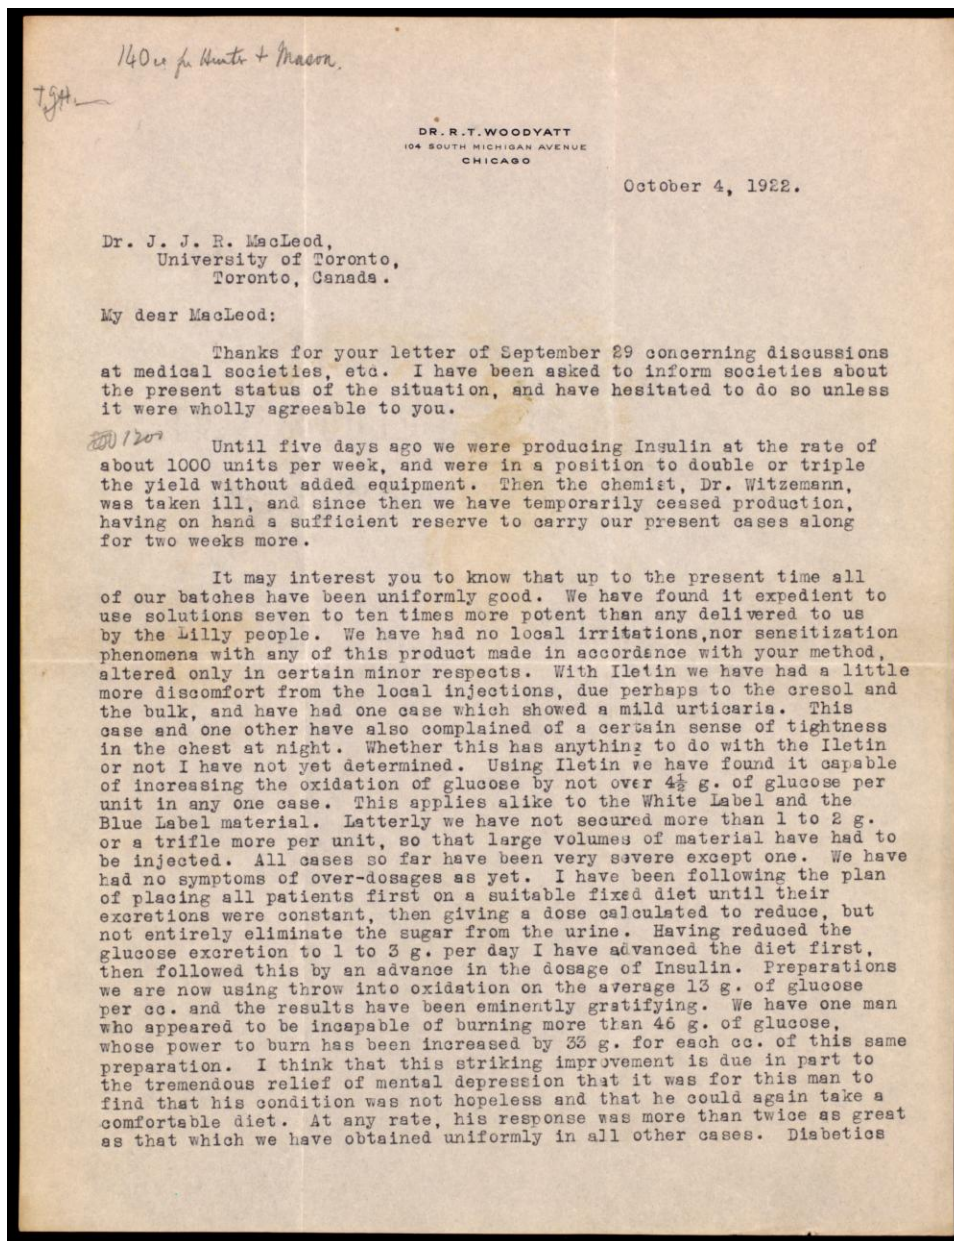 140cc for Hunter + Mason.
DR. R. T. WOODYATT
104 SOUTH MICHIGAN AVENUE
CHICAGO
October 4, 1922.
Dr. J. J. R. MacLeod,
University of Toronto,
Toronto, Canada.
My dear MacLeod:
Thanks for your letter of September 29 concerning discussions
at medical societies, etc. I have been asked to inform societies about
the present status of the situation, and have hesitated to do so unless
it were wholly agreeable to you.
1200
Until five days ago we were producing Insulin at the rate of
about 1000 units per week, and were in a position to double or triple
the yield without added equipment. Then the chemist, Dr. Witzemann,
was taken ill, and since then we have temporarily ceased production,
having on hand a sufficient reserve to carry our present cases along
for two weeks more.
It may interest you to know that up to the present time all
of our batches have been uniformly good. We have found it expedient to
use solutions seven to ten times more potent than any delivered to us
by the Lilly people. We have had no local irritations,nor sensitization
phenomena with any of this product made in accordance with your method,
altered only in certain minor respects. With Iletin we have had a little
more discomfort from the local injections, due perhaps to the cresol and
the bulk, and have had one case which showed a mild urticaria. This
case and one other have also complained of a certain sense of tightness
in the chest at night. Whether this has anything to do with the Iletin
or not I have not yet determined. Using Iletin we have found it capable
of increasing the oxidation of glucose by not over 4½ g. of glucose per
unit in any one case. This applies alike to the White Label and the
Blue Label material. Latterly we have not secured more than 1 to 2 g.
or a trifle more per unit, so that large volumes of material have had to
be injected. All cases so far have been very severe except one. We have
had no symptoms of over-dosages as yet. I have been following the plan
of placing all patients first on a suitable fixed diet until their
excretions were constant, then giving a dose calculated to reduce, but
not entirely eliminate the sugar from the urine. Having reduced the
glucose excretion to 1 to 3 g. per day I have advanced the diet first,
then followed this by an advance in the dosage of Insulin. Preparations
we are now using throw into oxidation on the average 13 g. of glucose
per cc. and the results have been eminently gratifying. We have one man
who appeared to be incapable of burning more than 46 g. of glucose,
whose power to burn has been increased by 33 g. for each cc. of this same
preparation. I think that this striking improvement is due in part to
the tremendous relief of mental depression that it was for this man to
find that his condition was not hopeless and that he could again take a
comfortable diet. At any rate, his response was more than twice as great
as that which we have obtained uniformly in all other cases. Diabetics